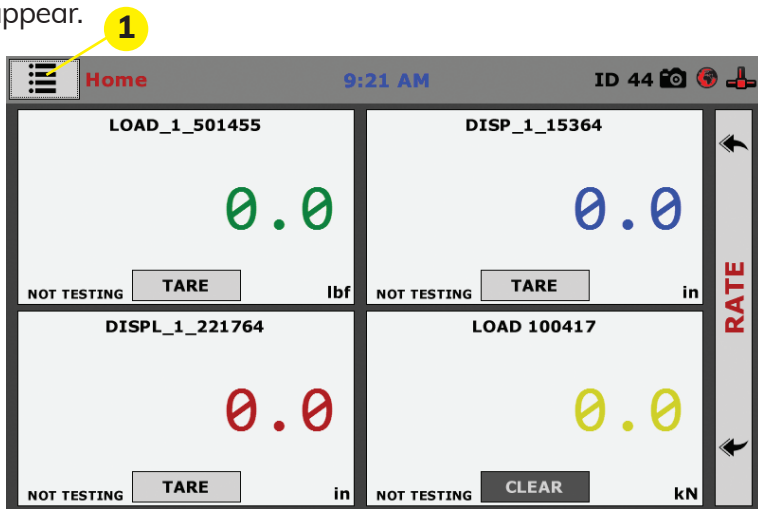 appear.
1
Home 9:21 AM ID 44
LOAD_1_501455
0.0
NOT TESTING TARE lbf
DISP_1_15364
0.0
NOT TESTING TARE in
DISPL_1_221764
0.0
NOT TESTING TARE in
LOAD 100417
0.0
NOT TESTING CLEAR kN
RATE